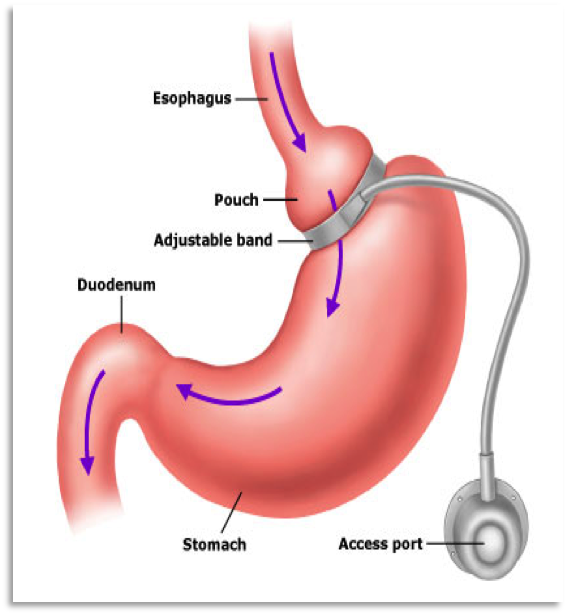 Esophagus
Pouch
Adjustable band
Duodenum
Stomach
Access port